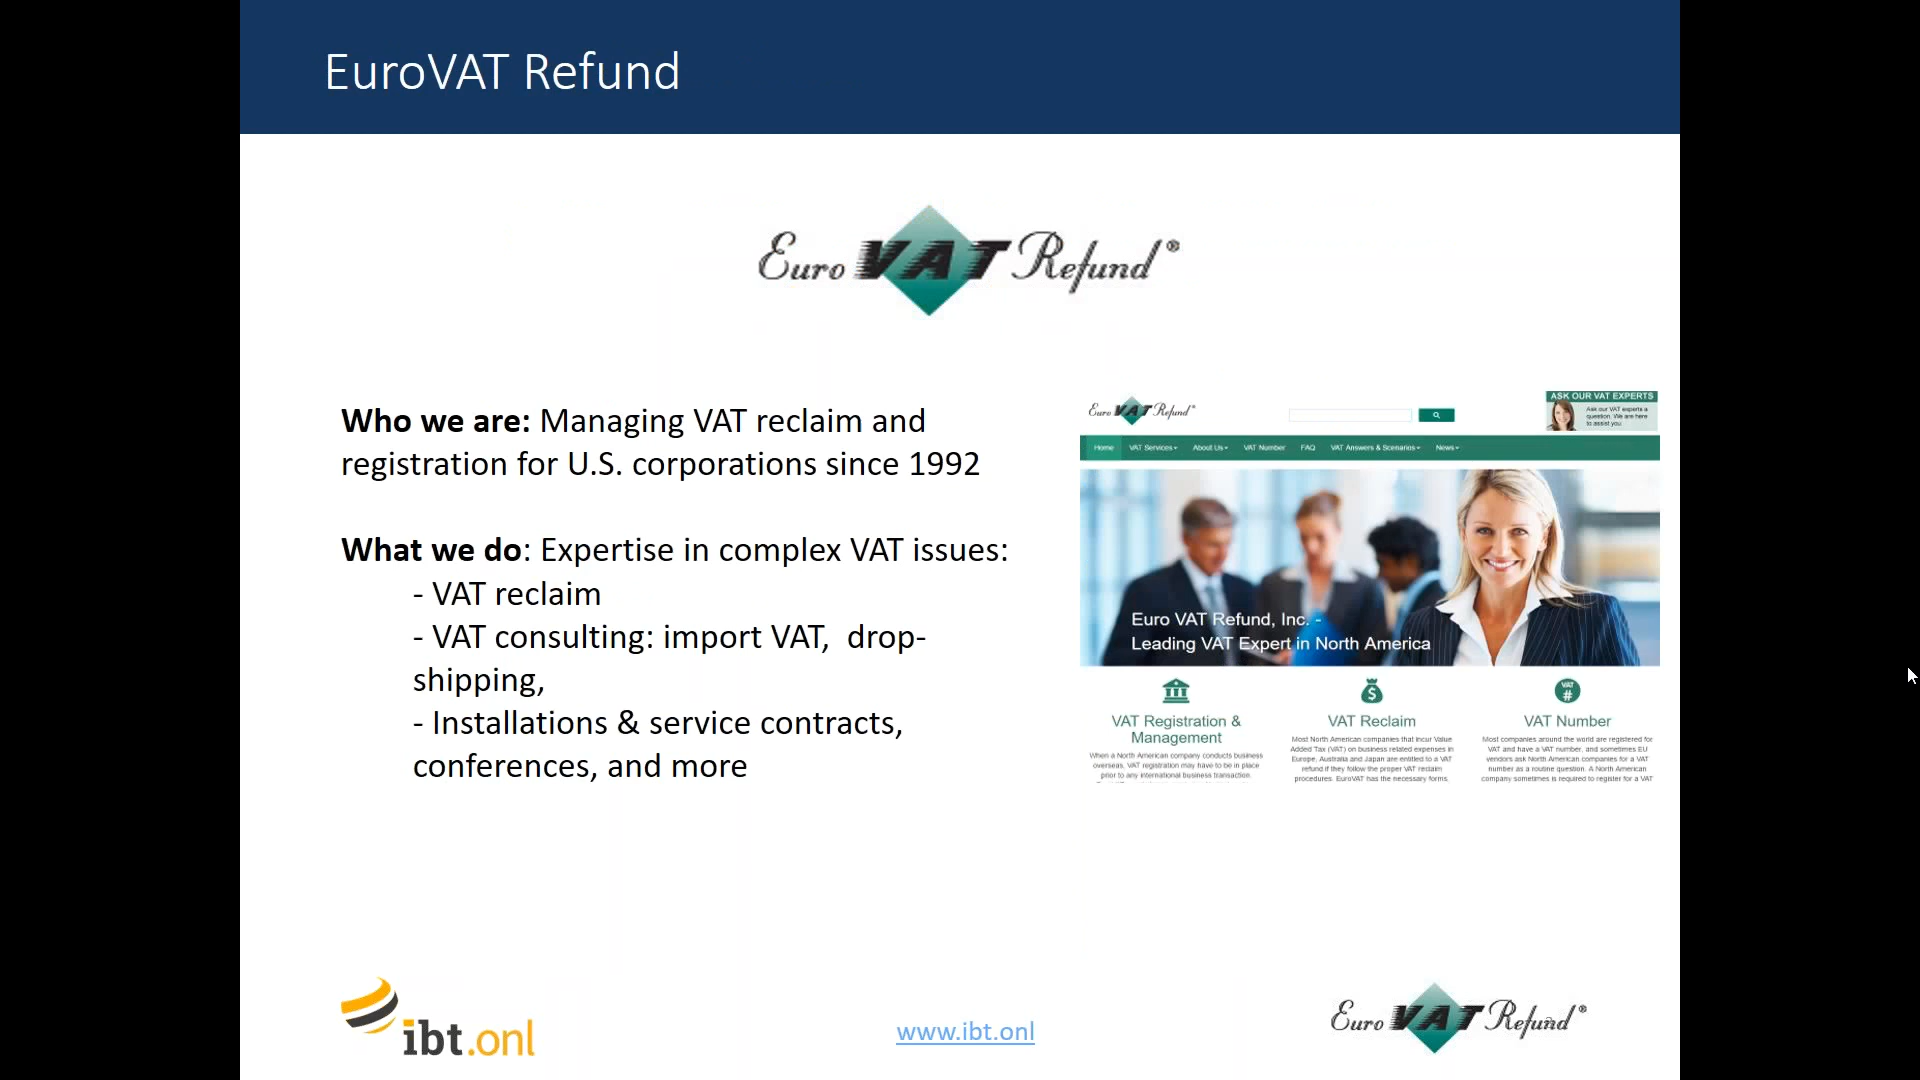 EuroVAT Refund
Euro VAT Refund®
Who we are: Managing VAT reclaim and
registration for U.S. corporations since 1992
What we do: Expertise in complex VAT issues:
- VAT reclaim
- VAT consulting: import VAT,  drop-
shipping,
- Installations & service contracts,
conferences, and more
Euro VAT Refund®
ASK OUR VAT EXPERTS
Ask our VAT experts a
question. We are here
to assist you
Home VAT Services About Us VAT Number FAQ VAT Answers & Scenarios News
Euro VAT Refund, Inc. -
Leading VAT Expert in North America
VAT Registration &
Management
When a North American company conducts business
overseas, VAT registration may have to be in place
prior to any international business transaction.
VAT Reclaim
Most North American companies that incur Value
Added Tax (VAT) on business related expenses in
Europe, Australia and Japan are entitled to a VAT
refund if they follow the proper VAT reclaim
procedures. EuroVAT has the necessary forms,
VAT
#
VAT Number
Most companies around the world are registered for
VAT and have a VAT number, and sometimes EU
vendors ask North American companies for a VAT
number as a routine question. A North American
company sometimes is required to register for a VAT
ibt.onl
www.ibt.onl
Euro VAT Refund®